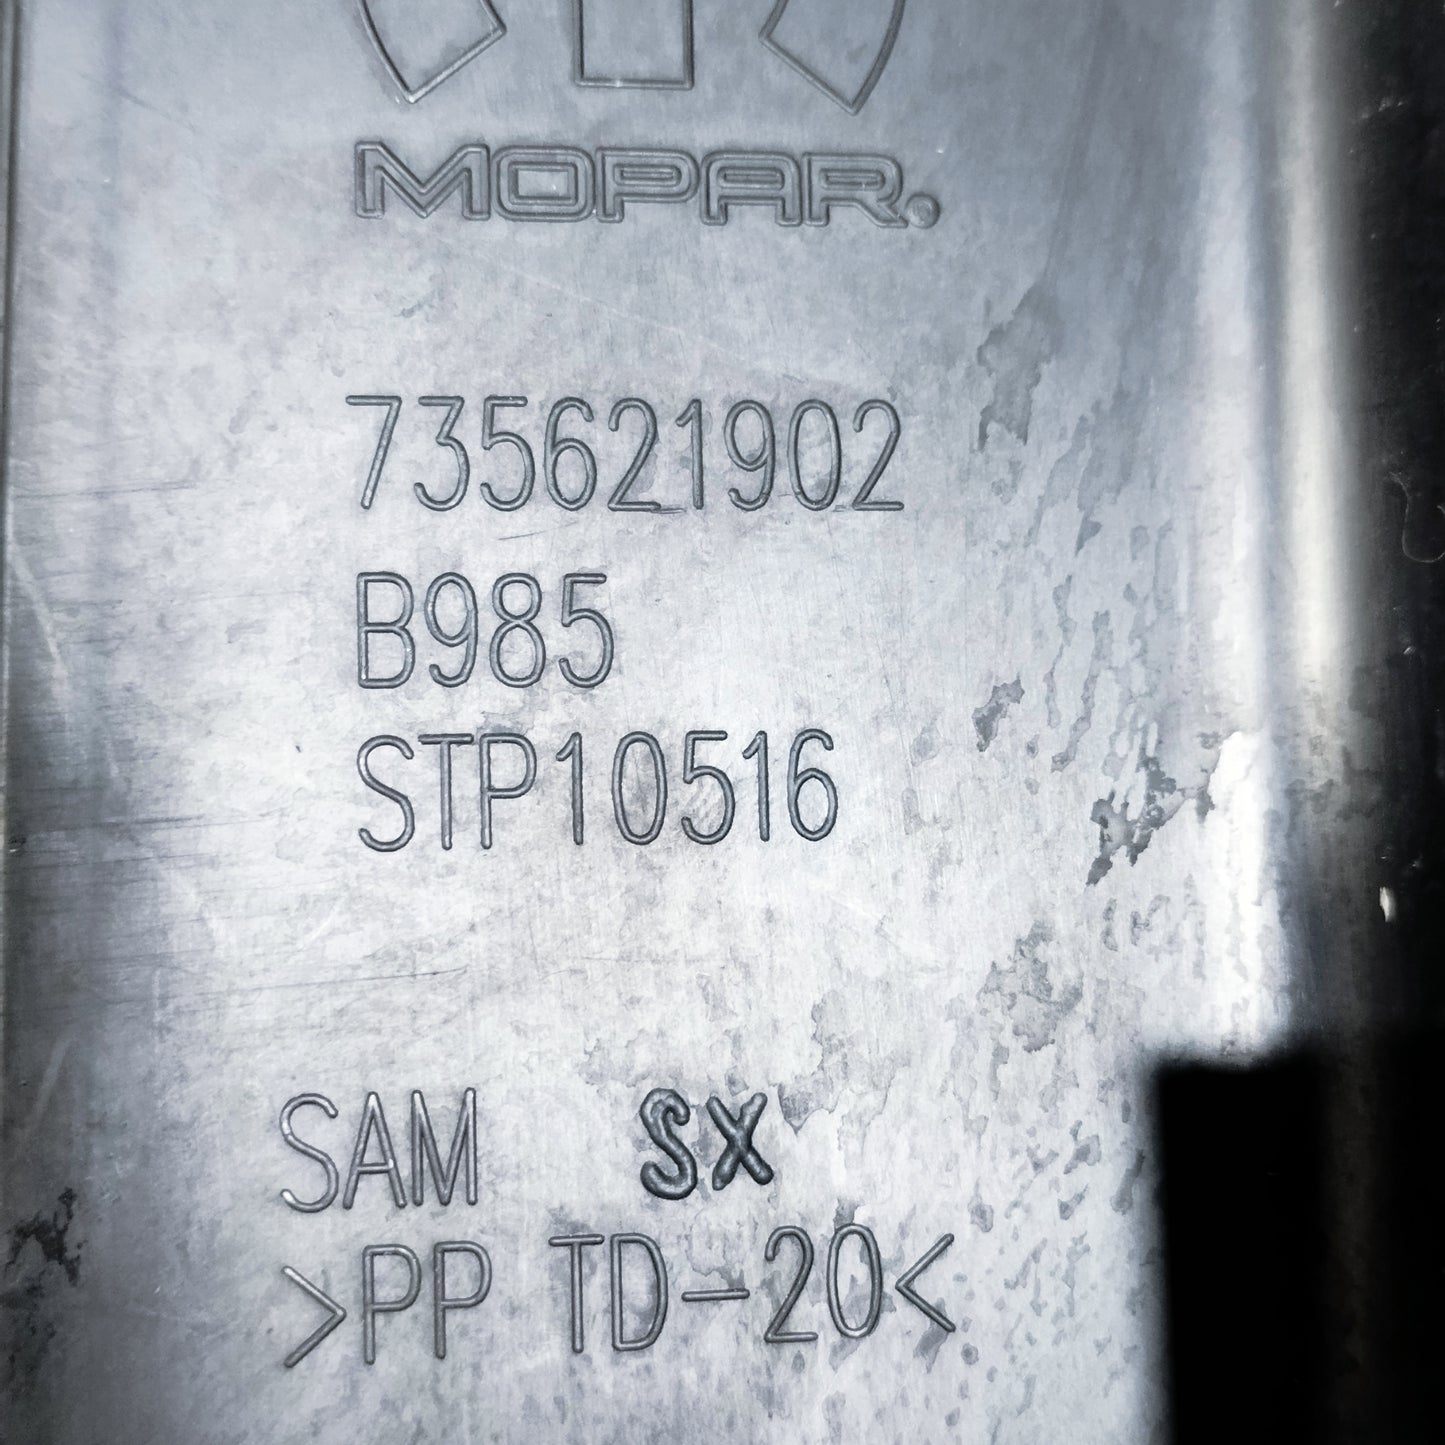 MOPAR.
735621902
B985
STP10516
SAM SX
>PP TD-20<